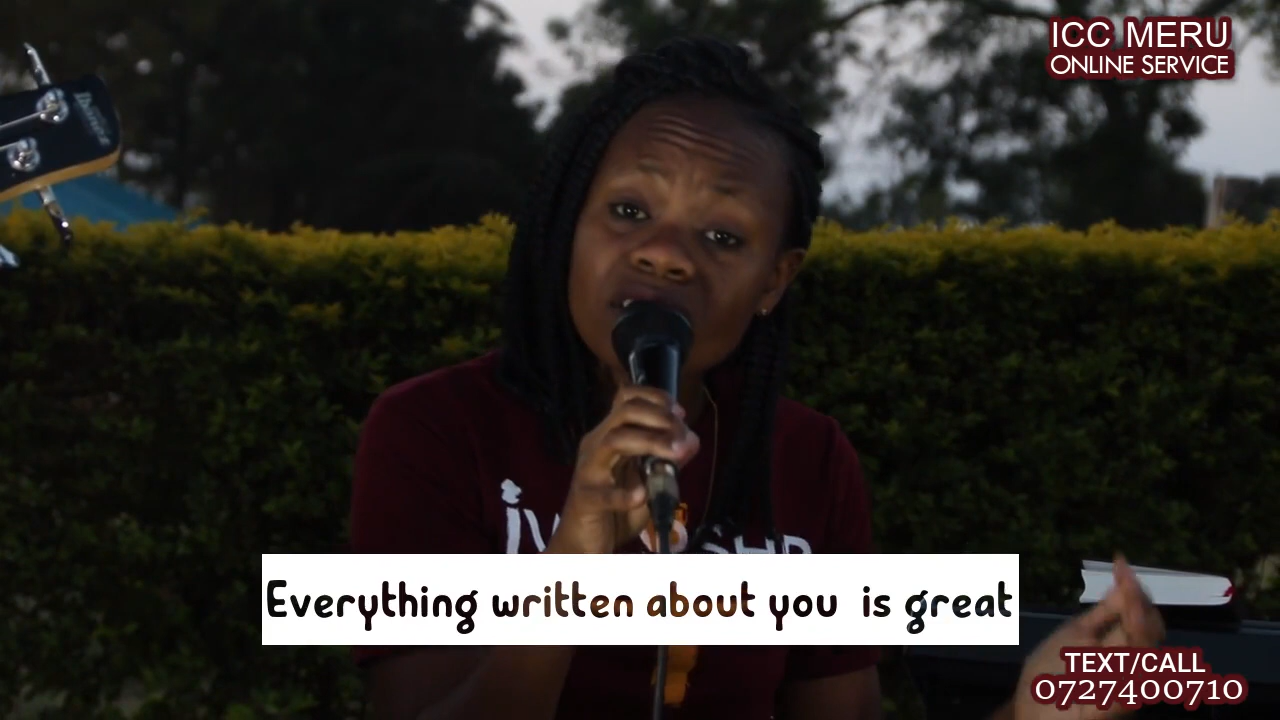 ICC MERU
ONLINE SERVICE
Everything written about you is great
TEXT/CALL
0727400710